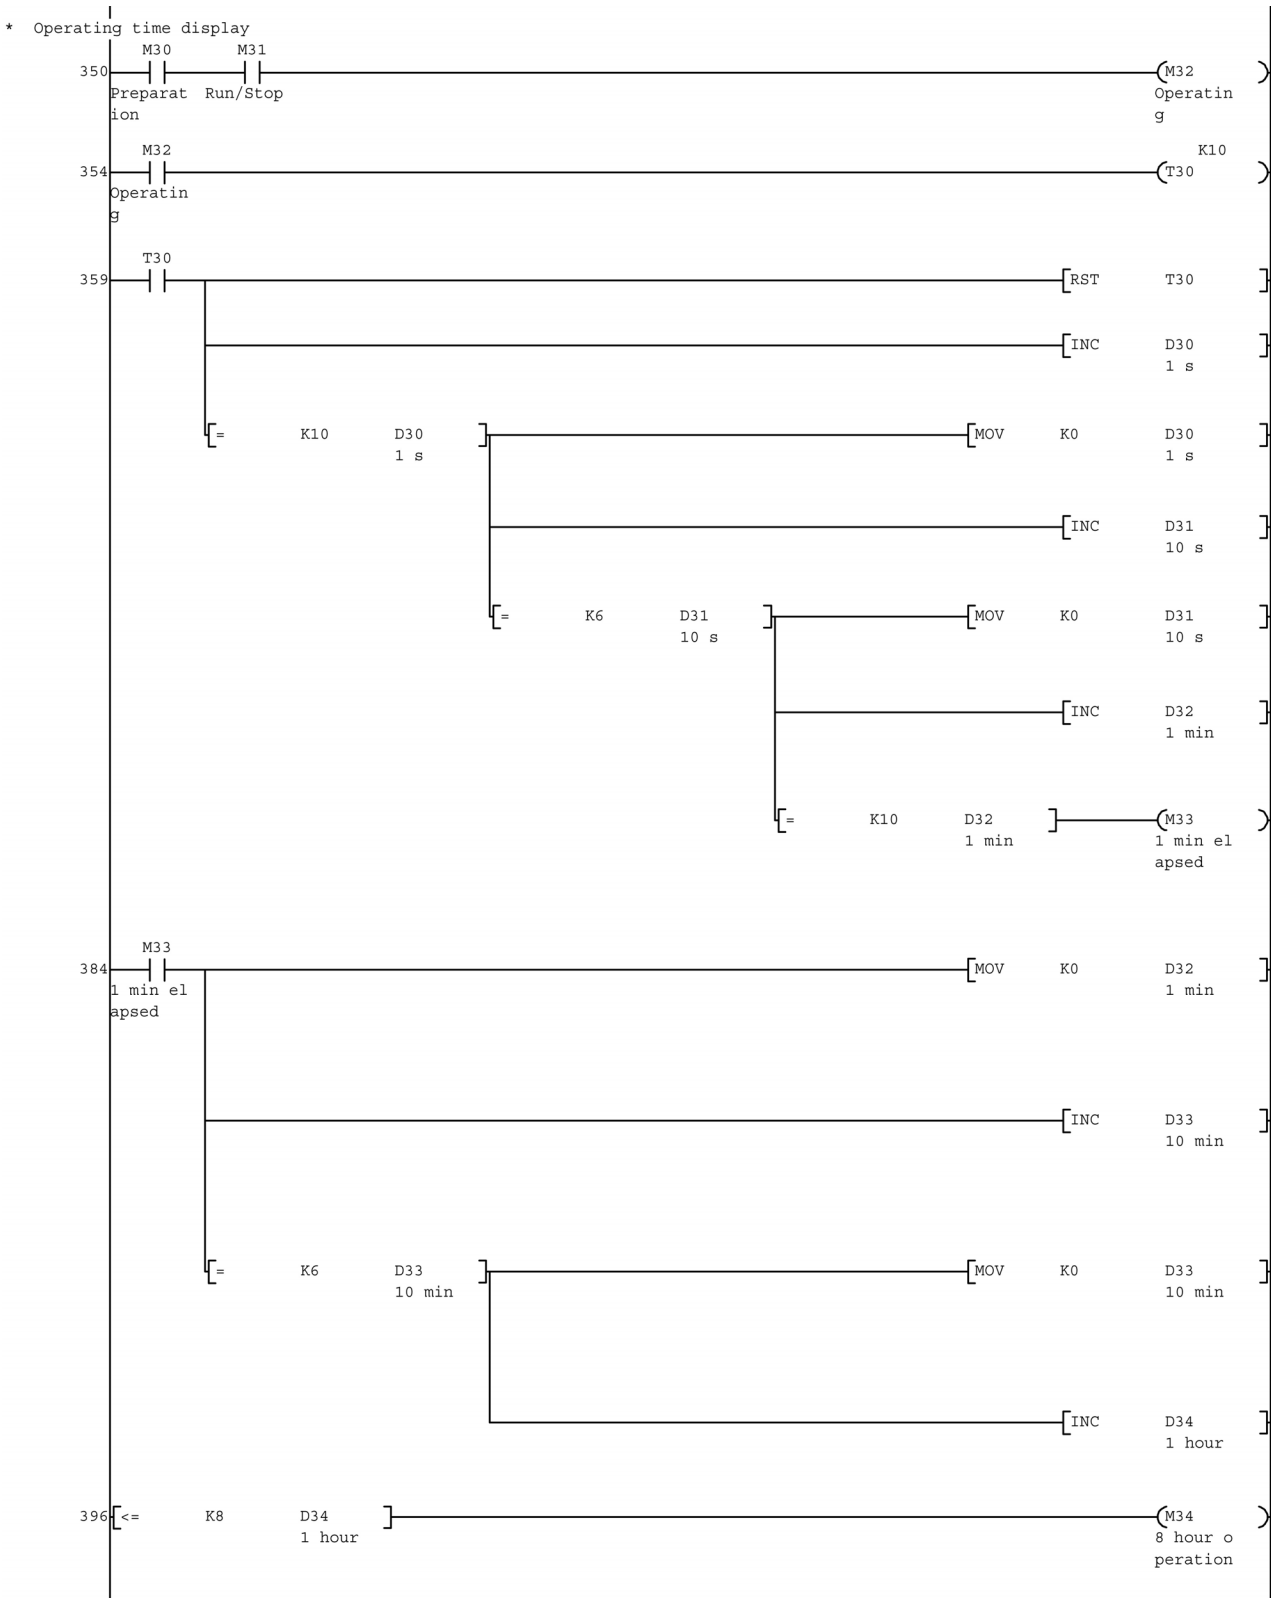 * Operating time display
M30 M31
350 M32
Preparat Run/Stop Operatin
ion g
M32 K10
354 T30
Operatin
g
T30
359 RST T30
INC D30
1 s
= K10 D30 MOV K0 D30
1 s 1 s
INC D31
10 s
= K6 D31 MOV K0 D31
10 s 10 s
INC D32
1 min
= K10 D32 M33
1 min 1 min el
apsed
M33
384 MOV K0 D32
1 min el 1 min
apsed
INC D33
10 min
= K6 D33 MOV K0 D33
10 min 10 min
INC D34
1 hour
396 <= K8 D34 M34
1 hour 8 hour o
peration